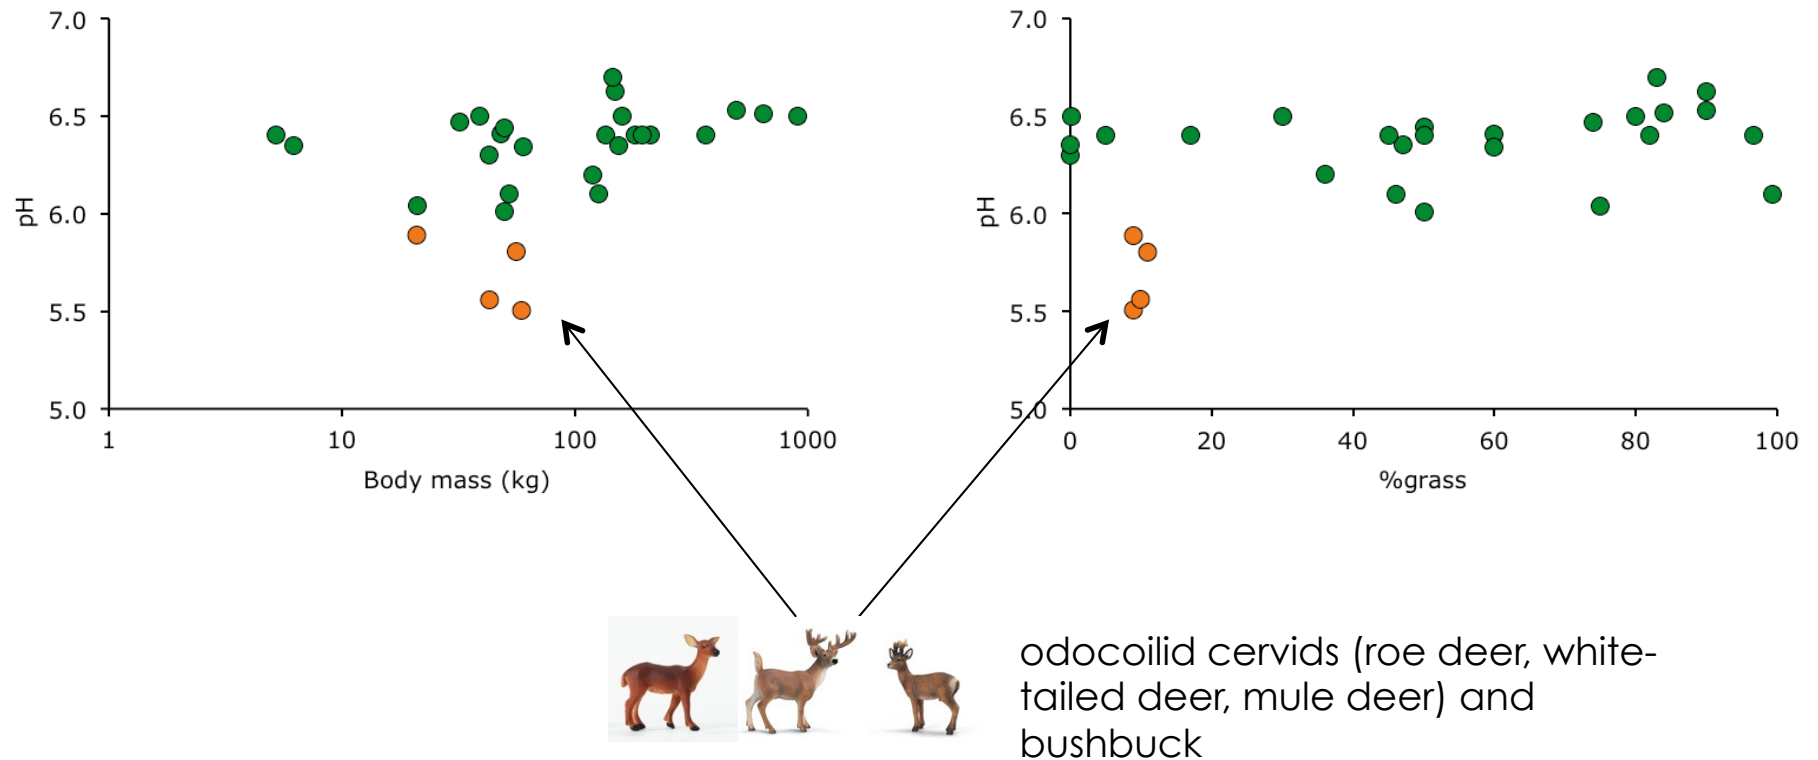 7.0
6.5
6.0
5.5
5.0
pH
1 10 100 1000
Body mass (kg)
7.0
6.5
6.0
5.5
5.0
pH
0 20 40 60 80 100
%grass
odocoilid cervids (roe deer, white-
tailed deer, mule deer) and
bushbuck